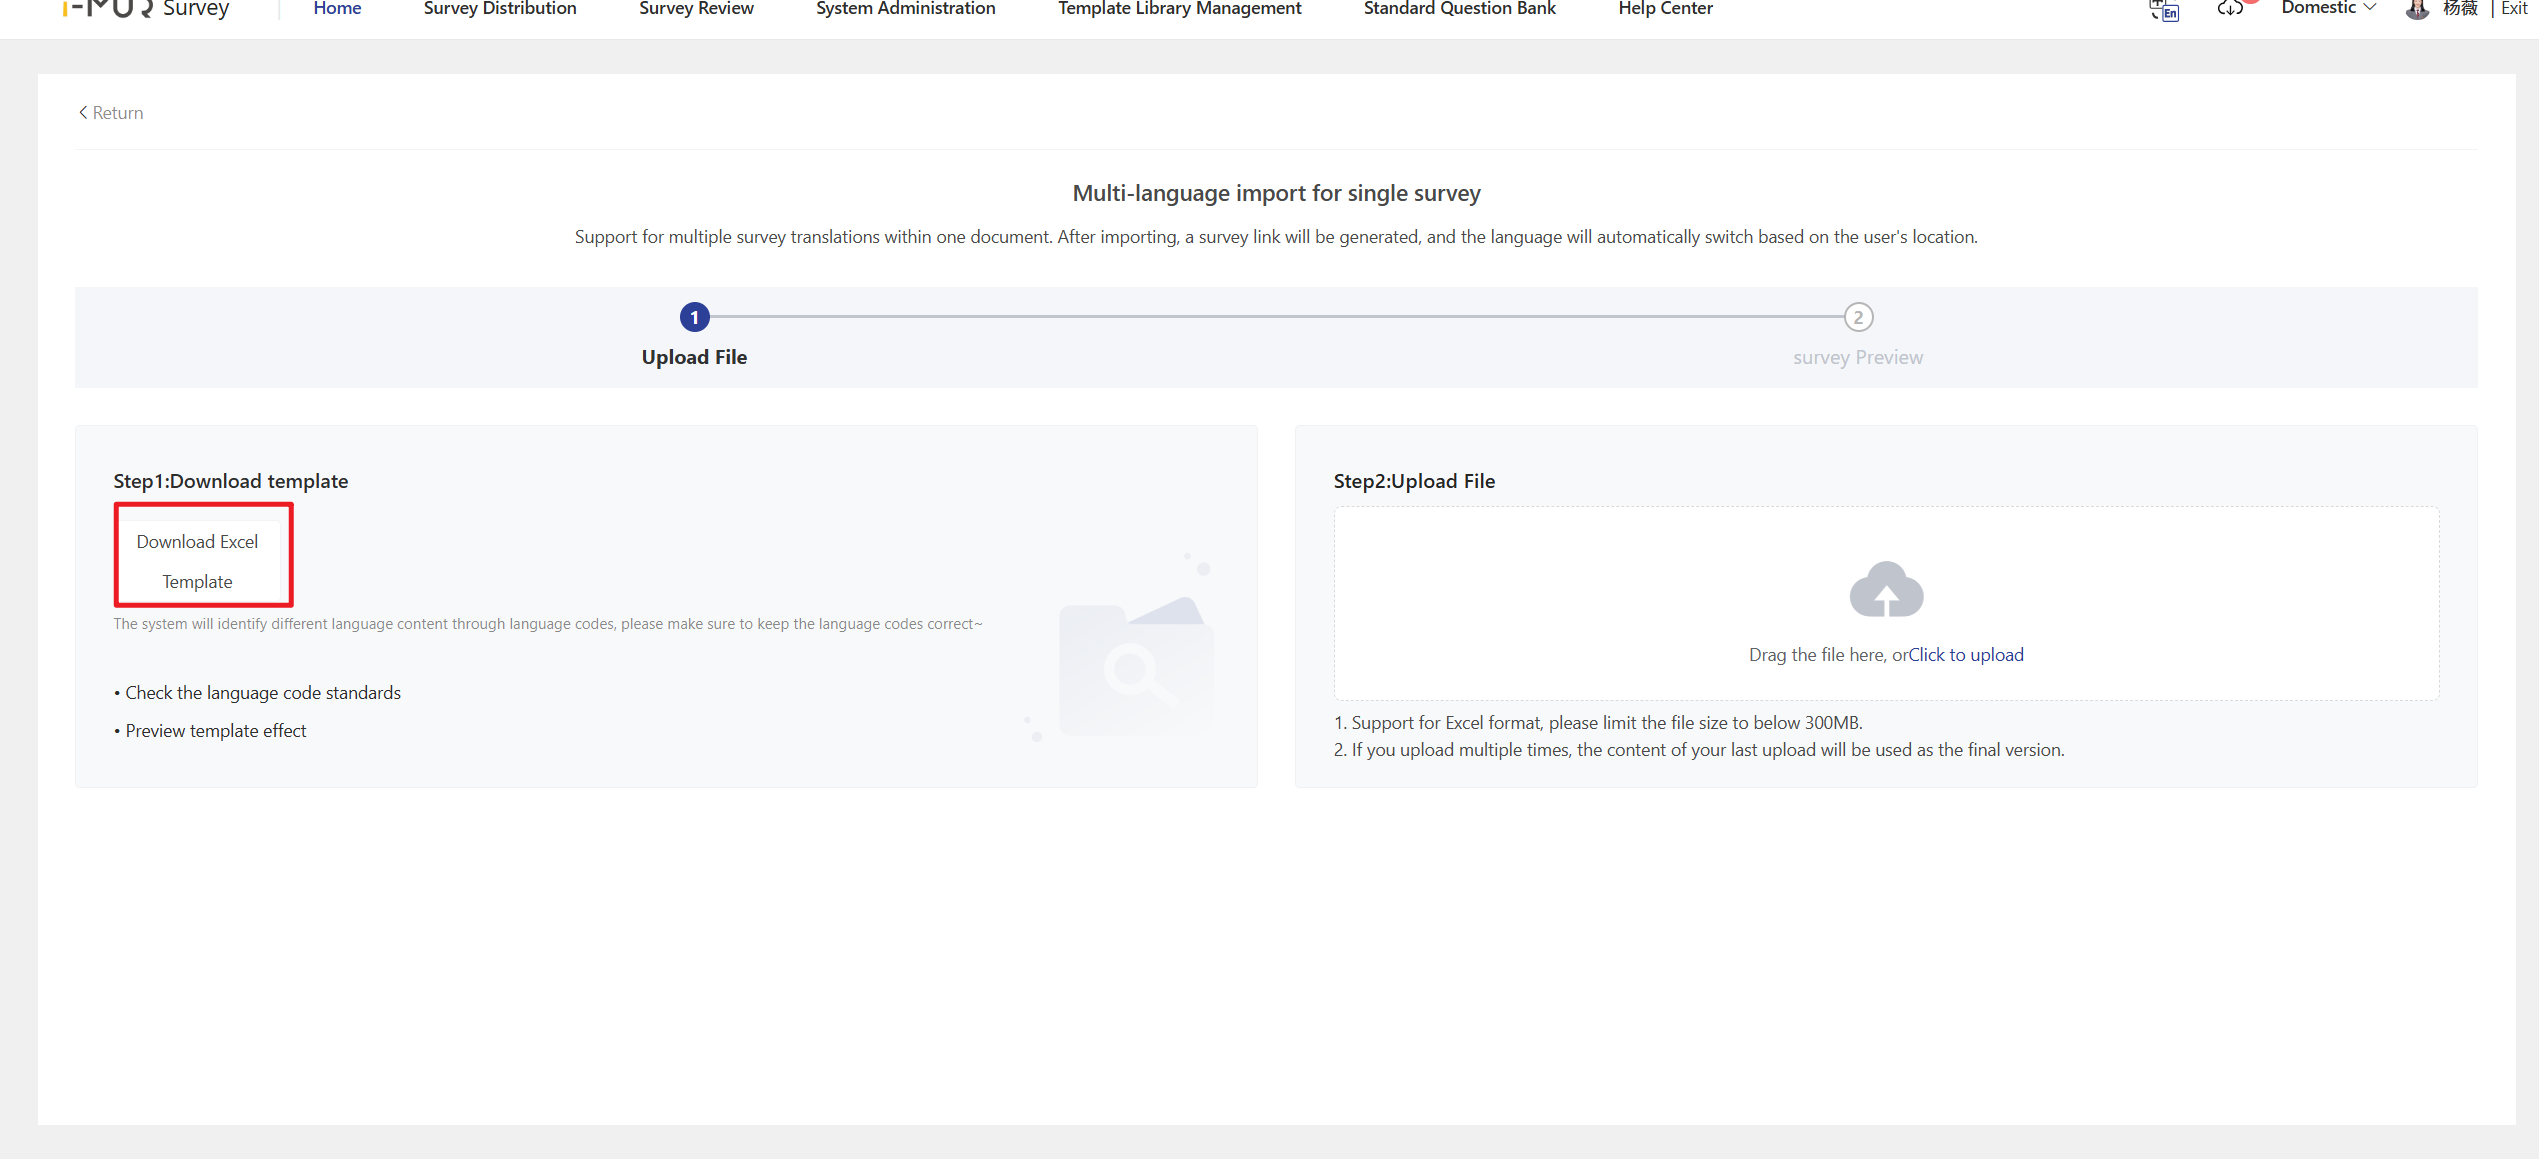 Survey
Home
Survey Distribution
Survey Review
System Administration
Template Library Management
Standard Question Bank
Help Center
En
Domestic
杨薇
| Exit
Return
Multi-language import for single survey
Support for multiple survey translations within one document. After importing, a survey link will be generated, and the language will automatically switch based on the user's location.
1
2
Upload File
survey Preview
Step1:Download template
Download Excel
Template
The system will identify different language content through language codes, please make sure to keep the language codes correct~
• Check the language code standards
• Preview template effect
Step2:Upload File
Drag the file here, orClick to upload
1. Support for Excel format, please limit the file size to below 300MB.
2. If you upload multiple times, the content of your last upload will be used as the final version.